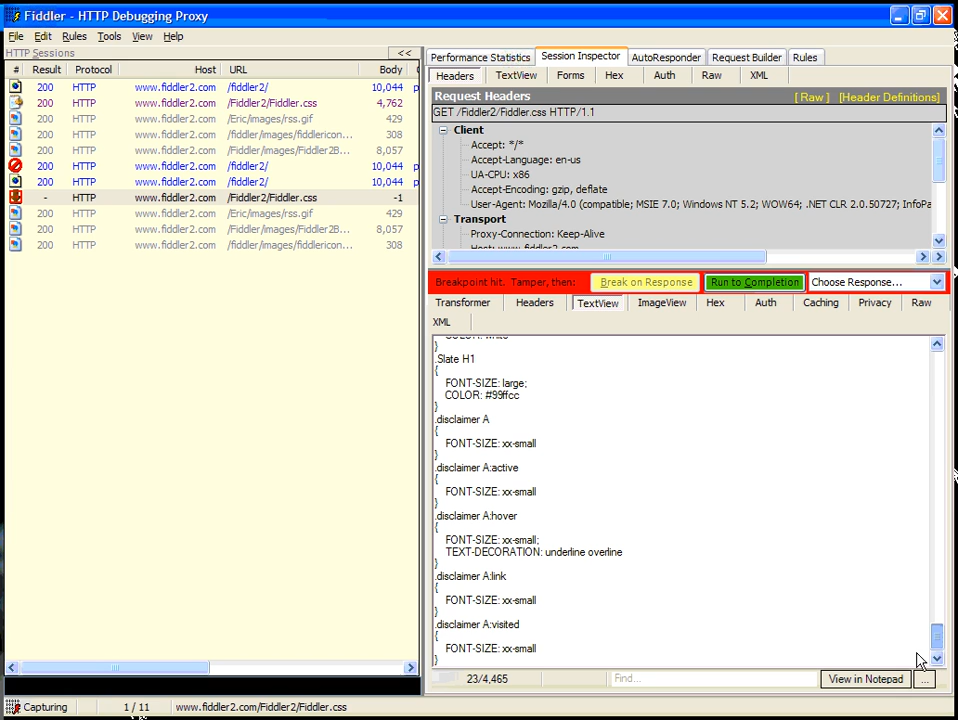 Fiddler - HTTP Debugging Proxy
File Edit Rules Tools View Help
HTTP Sessions <<
# Result Protocol Host URL Body
200 HTTP www.fiddler2.com /fiddler2/ 10,044 p
200 HTTP www.fiddler2.com /Fiddler2/Fiddler.css 4,762
200 HTTP www.fiddler2.com /Eric/images/rss.gif 429
200 HTTP www.fiddler2.com /fiddler/images/fiddlericon... 308
200 HTTP www.fiddler2.com /Fiddler/images/Fiddler2B... 8,057
200 HTTP www.fiddler2.com /fiddler2/ 10,044 p
200 HTTP www.fiddler2.com /fiddler2/ 10,044 p
- HTTP www.fiddler2.com /Fiddler2/Fiddler.css -1
200 HTTP www.fiddler2.com /Eric/images/rss.gif 429
200 HTTP www.fiddler2.com /Fiddler/images/Fiddler2B... 8,057
200 HTTP www.fiddler2.com /fiddler/images/fiddlericon... 308
Capturing 1 / 11 www.fiddler2.com/Fiddler2/Fiddler.css
Performance Statistics Session Inspector AutoResponder Request Builder Rules
Headers TextView Forms Hex Auth Raw XML
Request Headers [ Raw ] [Header Definitions]
GET /Fiddler2/Fiddler.css HTTP/1.1
Client
Accept: */*
Accept-Language: en-us
UA-CPU: x86
Accept-Encoding: gzip, deflate
User-Agent: Mozilla/4.0 (compatible; MSIE 7.0; Windows NT 5.2; WOW64; .NET CLR 2.0.50727; InfoPa
Transport
Proxy-Connection: Keep-Alive
Host: www.fiddler2.com
Breakpoint hit. Tamper, then: Break on Response Run to Completion Choose Response...
Transformer Headers TextView ImageView Hex Auth Caching Privacy Raw
XML
COLOR: white
}
.Slate H1
{
FONT-SIZE: large;
COLOR: #99ffcc
}
.disclaimer A
{
FONT-SIZE: xx-small
}
.disclaimer A:active
{
FONT-SIZE: xx-small
}
.disclaimer A:hover
{
FONT-SIZE: xx-small;
TEXT-DECORATION: underline overline
}
.disclaimer A:link
{
FONT-SIZE: xx-small
}
.disclaimer A:visited
{
FONT-SIZE: xx-small
}
23/4,465 Find... View in Notepad ...